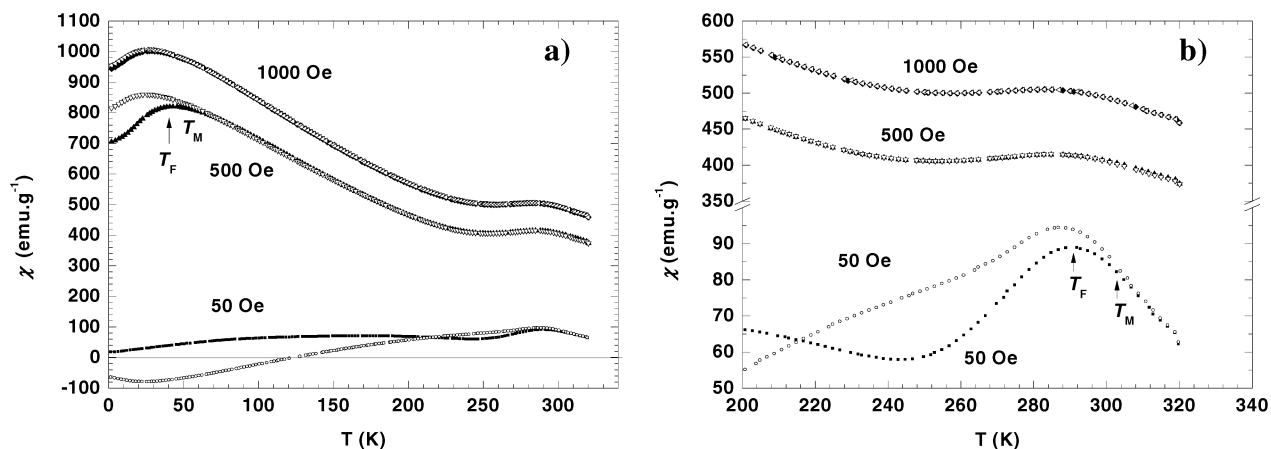 a)
1100
1000
900
800
700
600
500
400
300
200
100
0
-100
χ (emu.g-1)
1000 Oe
T_M
T_F
500 Oe
50 Oe
0 50 100 150 200 250 300
T (K)
b)
600
550
500
450
400
350
90
80
70
60
50
χ (emu.g-1)
1000 Oe
500 Oe
50 Oe
T_F
T_M
50 Oe
200 220 240 260 280 300 320 340
T (K)